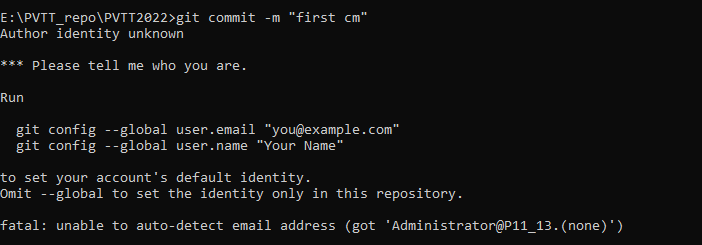 E:\PVTT_repo\PVTT2022>git commit -m "first cm"
Author identity unknown
*** Please tell me who you are.
Run
git config --global user.email "you@example.com"
git config --global user.name "Your Name"
to set your account's default identity.
Omit --global to set the identity only in this repository.
fatal: unable to auto-detect email address (got 'Administrator@P11_13.(none)')